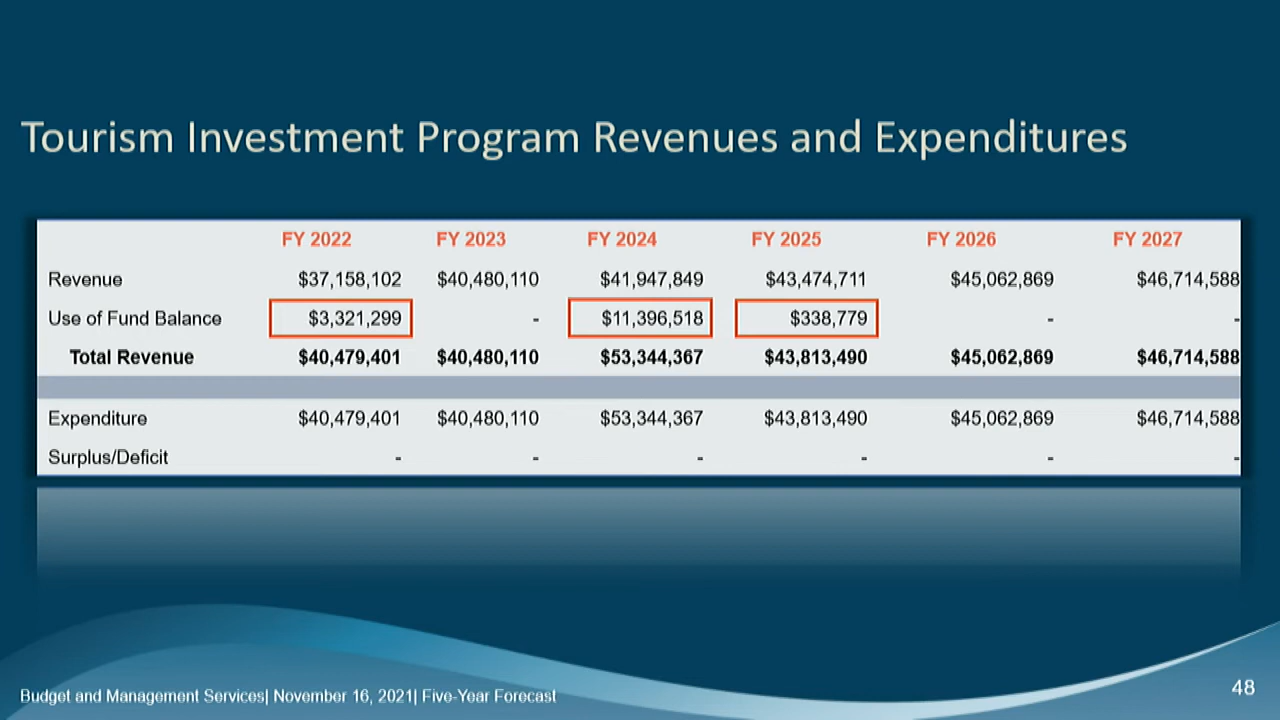 Tourism Investment Program Revenues and Expenditures
FY 2022 FY 2023 FY 2024 FY 2025 FY 2026 FY 2027
Revenue $37,158,102 $40,480,110 $41,947,849 $43,474,711 $45,062,869 $46,714,588
Use of Fund Balance $3,321,299 - $11,396,518 $338,779 - -
Total Revenue $40,479,401 $40,480,110 $53,344,367 $43,813,490 $45,062,869 $46,714,588
Expenditure $40,479,401 $40,480,110 $53,344,367 $43,813,490 $45,062,869 $46,714,588
Surplus/Deficit - - - - - -
Budget and Management Services| November 16, 2021| Five-Year Forecast
48